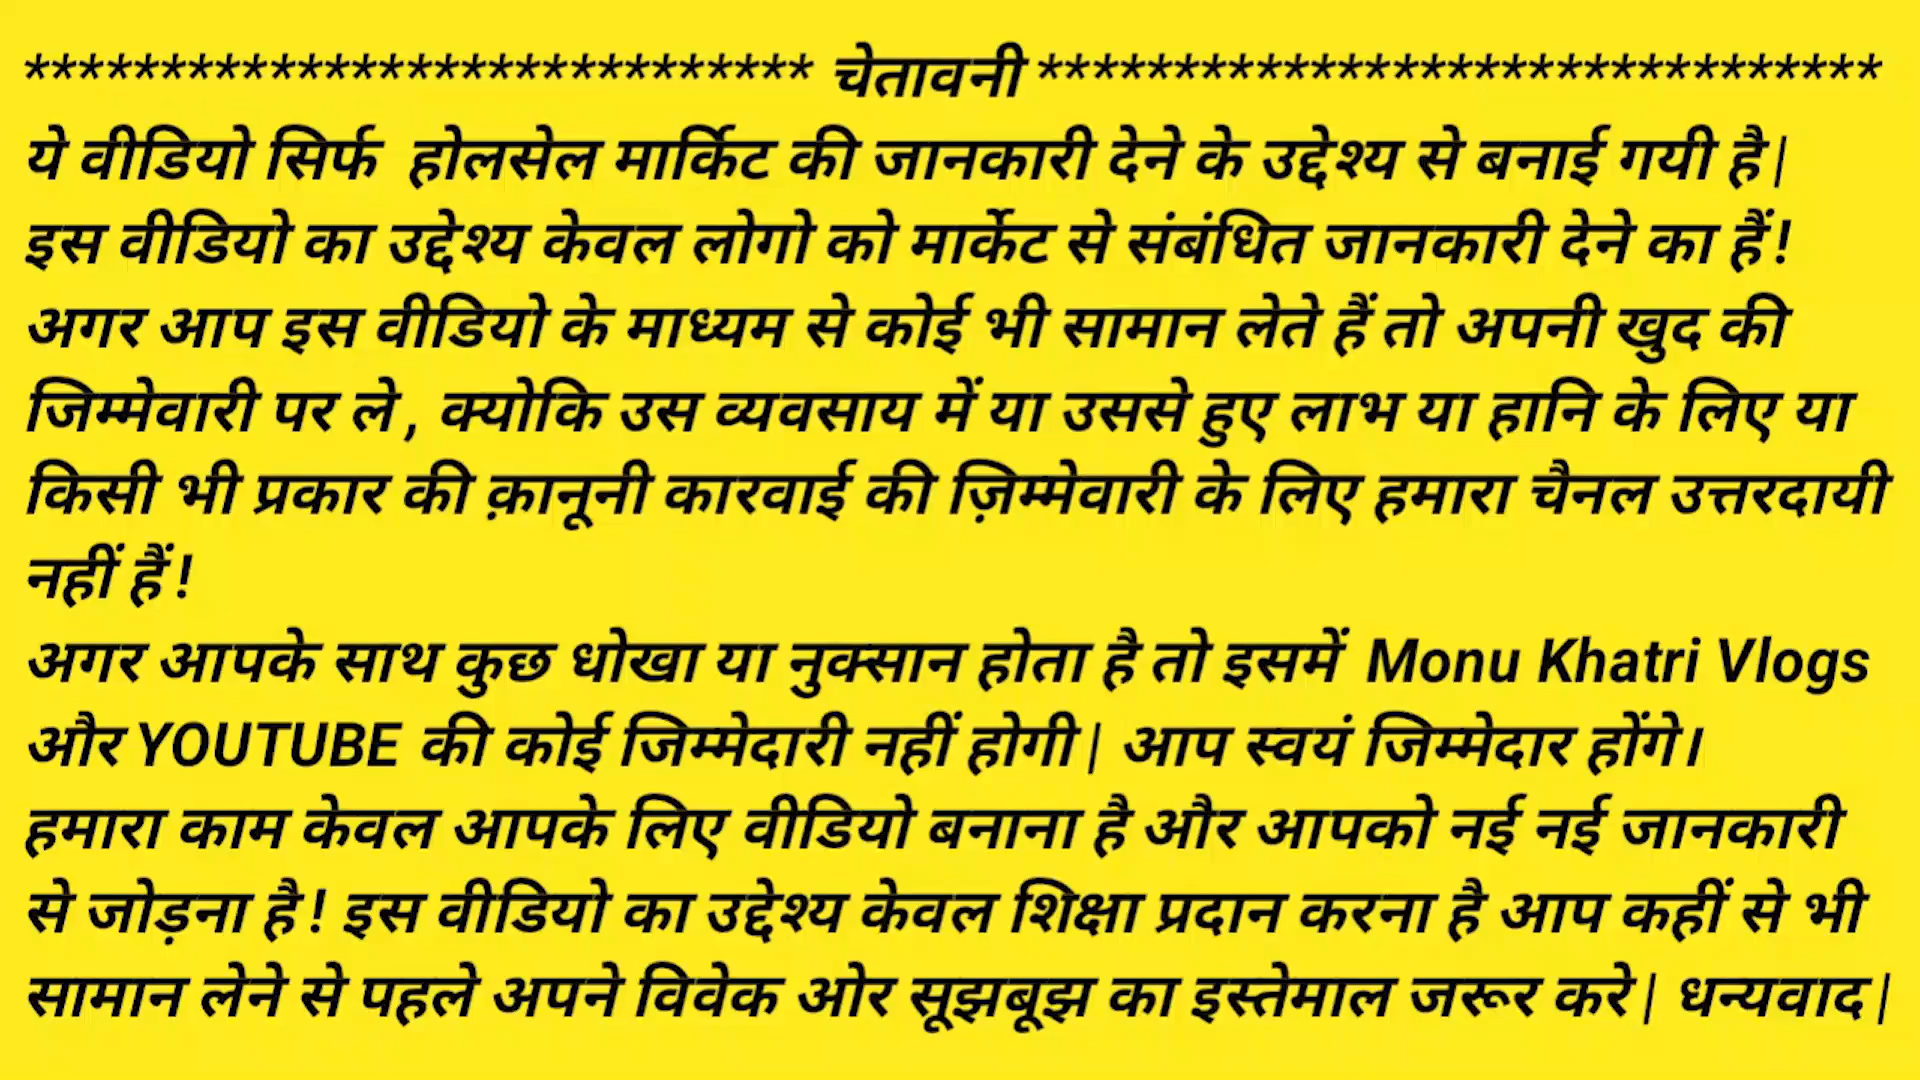 ***************************** चेतावनी *******************************
ये वीडियो सिर्फ होलसेल मार्किट की जानकारी देने के उद्देश्य से बनाई गयी है|
इस वीडियो का उद्देश्य केवल लोगो को मार्केट से संबंधित जानकारी देने का हैं!
अगर आप इस वीडियो के माध्यम से कोई भी सामान लेते हैं तो अपनी खुद की
जिम्मेवारी पर ले, क्योकि उस व्यवसाय में या उससे हुए लाभ या हानि के लिए या
किसी भी प्रकार की क़ानूनी कारवाई की ज़िम्मेवारी के लिए हमारा चैनल उत्तरदायी
नहीं हैं!
अगर आपके साथ कुछ धोखा या नुक्सान होता है तो इसमें Monu Khatri Vlogs
और YOUTUBE की कोई जिम्मेदारी नहीं होगी| आप स्वयं जिम्मेदार होंगे।
हमारा काम केवल आपके लिए वीडियो बनाना है और आपको नई नई जानकारी
से जोड़ना है! इस वीडियो का उद्देश्य केवल शिक्षा प्रदान करना है आप कहीं से भी
सामान लेने से पहले अपने विवेक ओर सूझबूझ का इस्तेमाल जरूर करे| धन्यवाद|